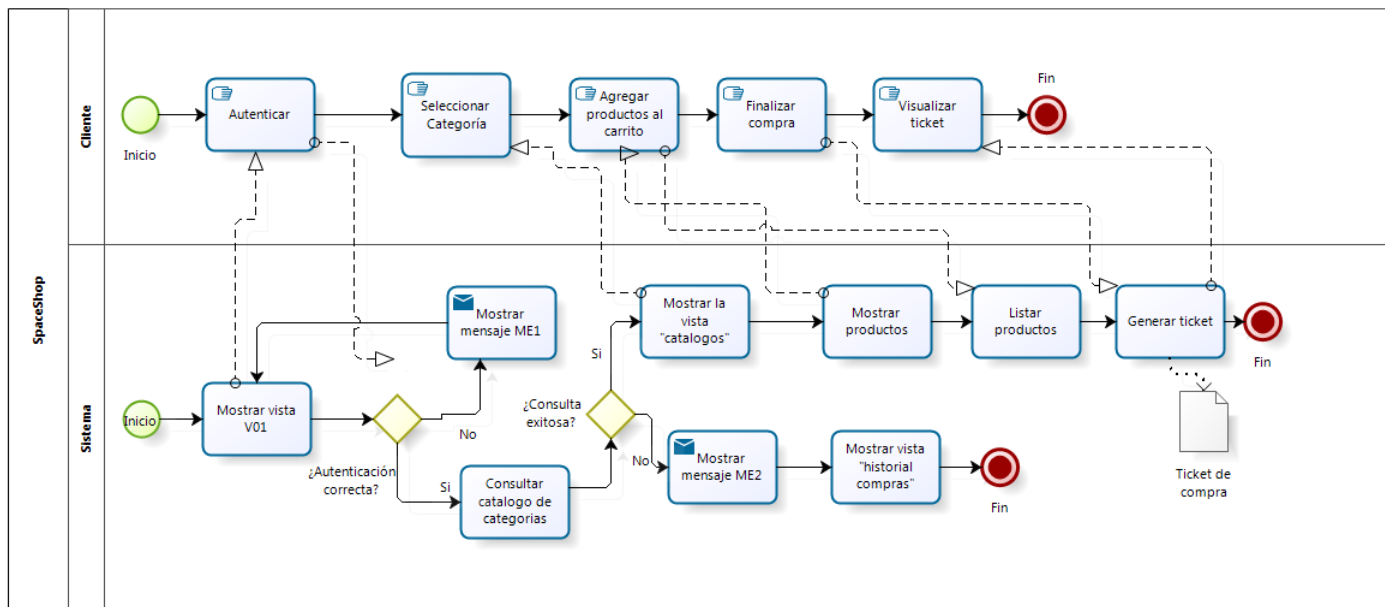 SpaceShop
Cliente
Inicio
Autenticar
Seleccionar
Categoría
Agregar
productos al
carrito
Finalizar
compra
Visualizar
ticket
Fin
Sistema
Inicio
Mostrar vista
V01
¿Autenticación
correcta?
No
Mostrar
mensaje ME1
Si
Consultar
catalogo de
categorias
¿Consulta
exitosa?
Si
Mostrar la
vista
"catalogos"
Mostrar
productos
Listar
productos
Generar ticket
Fin
Ticket de
compra
No
Mostrar
mensaje ME2
Mostrar vista
"historial
compras"
Fin